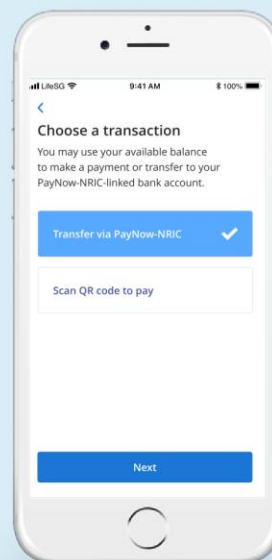 LifeSG 9:41 AM 100%
Choose a transaction
You may use your available balance
to make a payment or transfer to your
PayNow-NRIC-linked bank account.
Transfer via PayNow-NRIC
Scan QR code to pay
Next